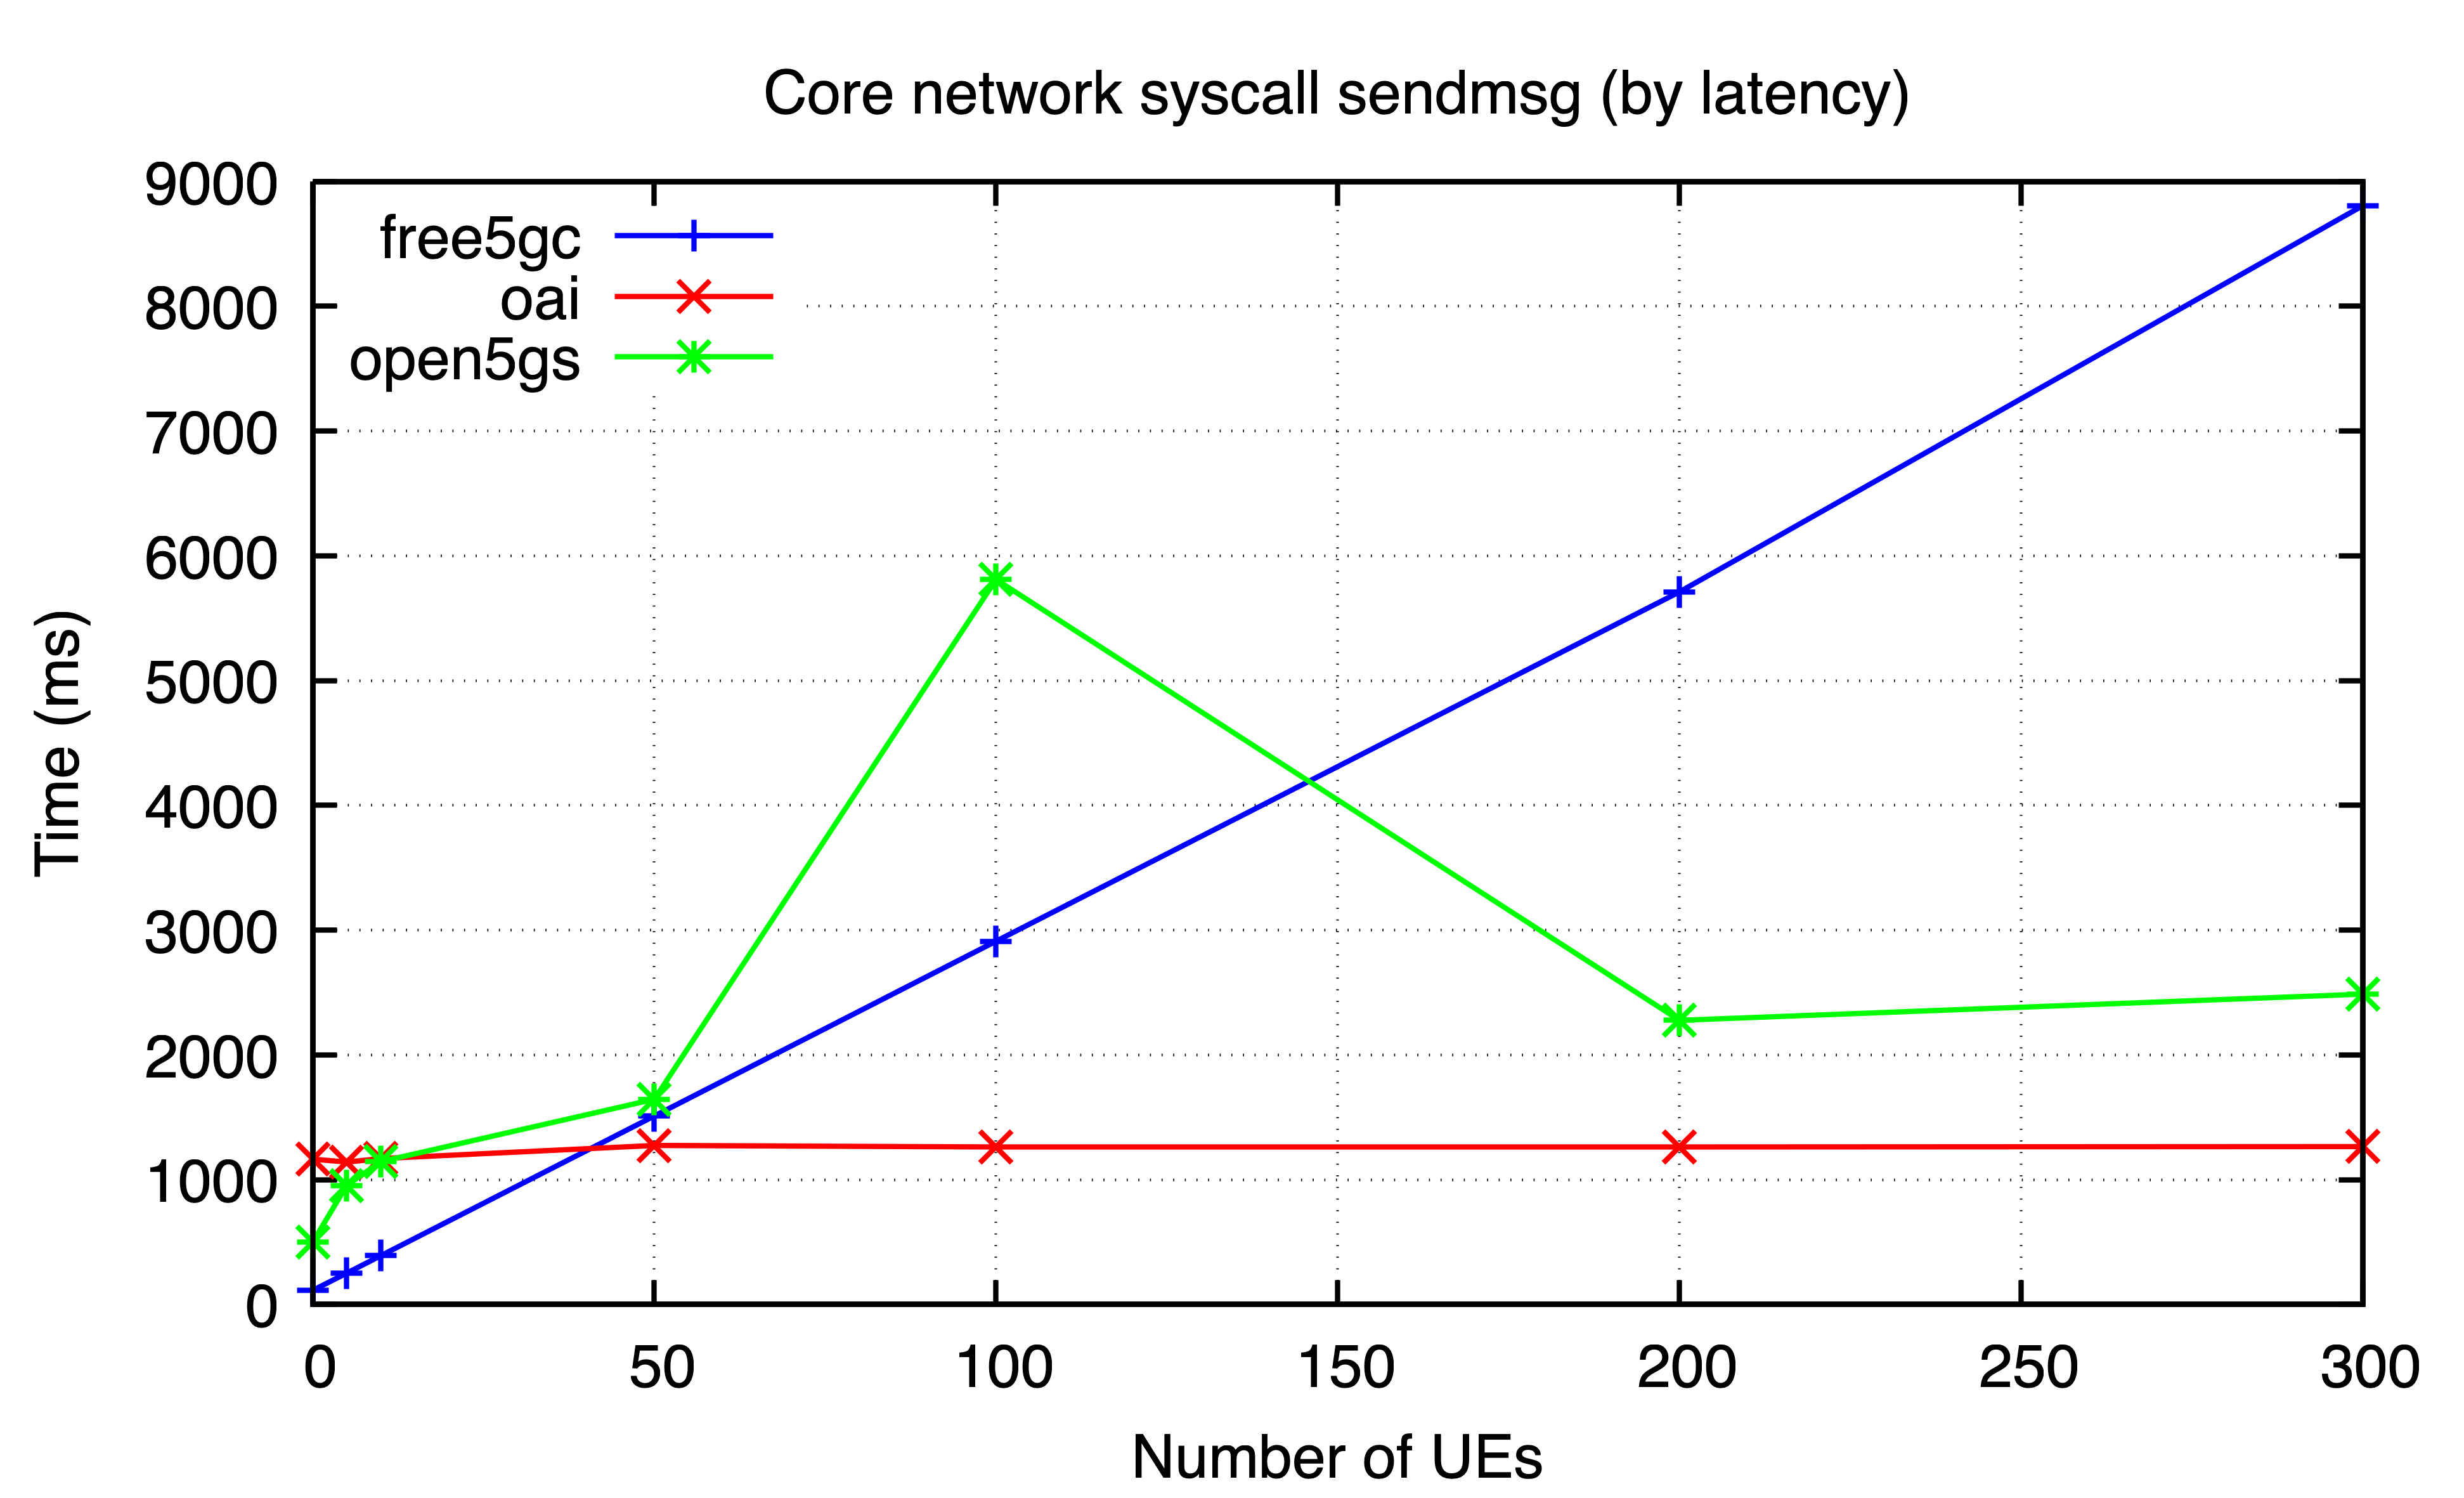 Core network syscall sendmsg (by latency)
9000
8000
7000
6000
5000
4000
3000
2000
1000
0
free5gc
oai
open5gs
Time (ms)
0 50 100 150 200 250 300
Number of UEs